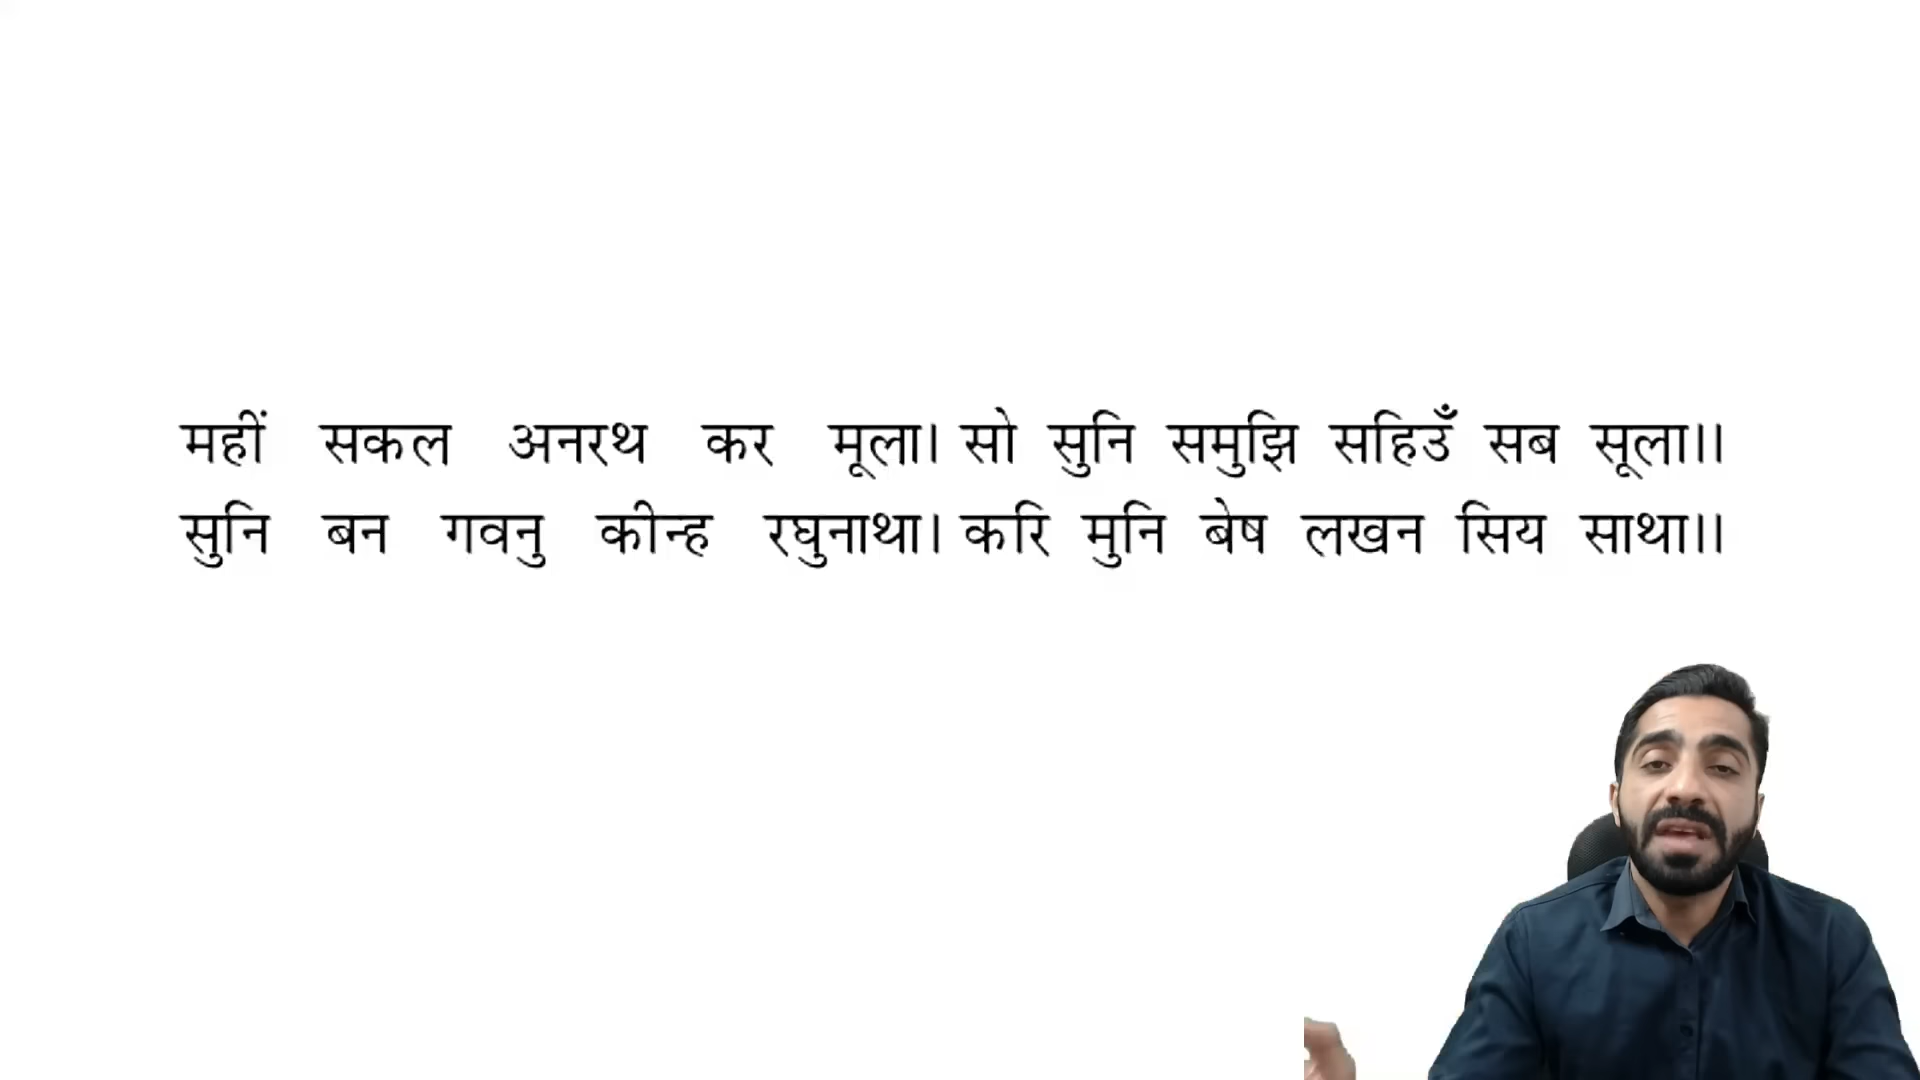 महीं सकल अनरथ कर मूला। सो सुनि समुझि सहिउँ सब सूला॥
सुनि बन गवनु कीन्ह रघुनाथा। करि मुनि बेष लखन सिय साथा॥